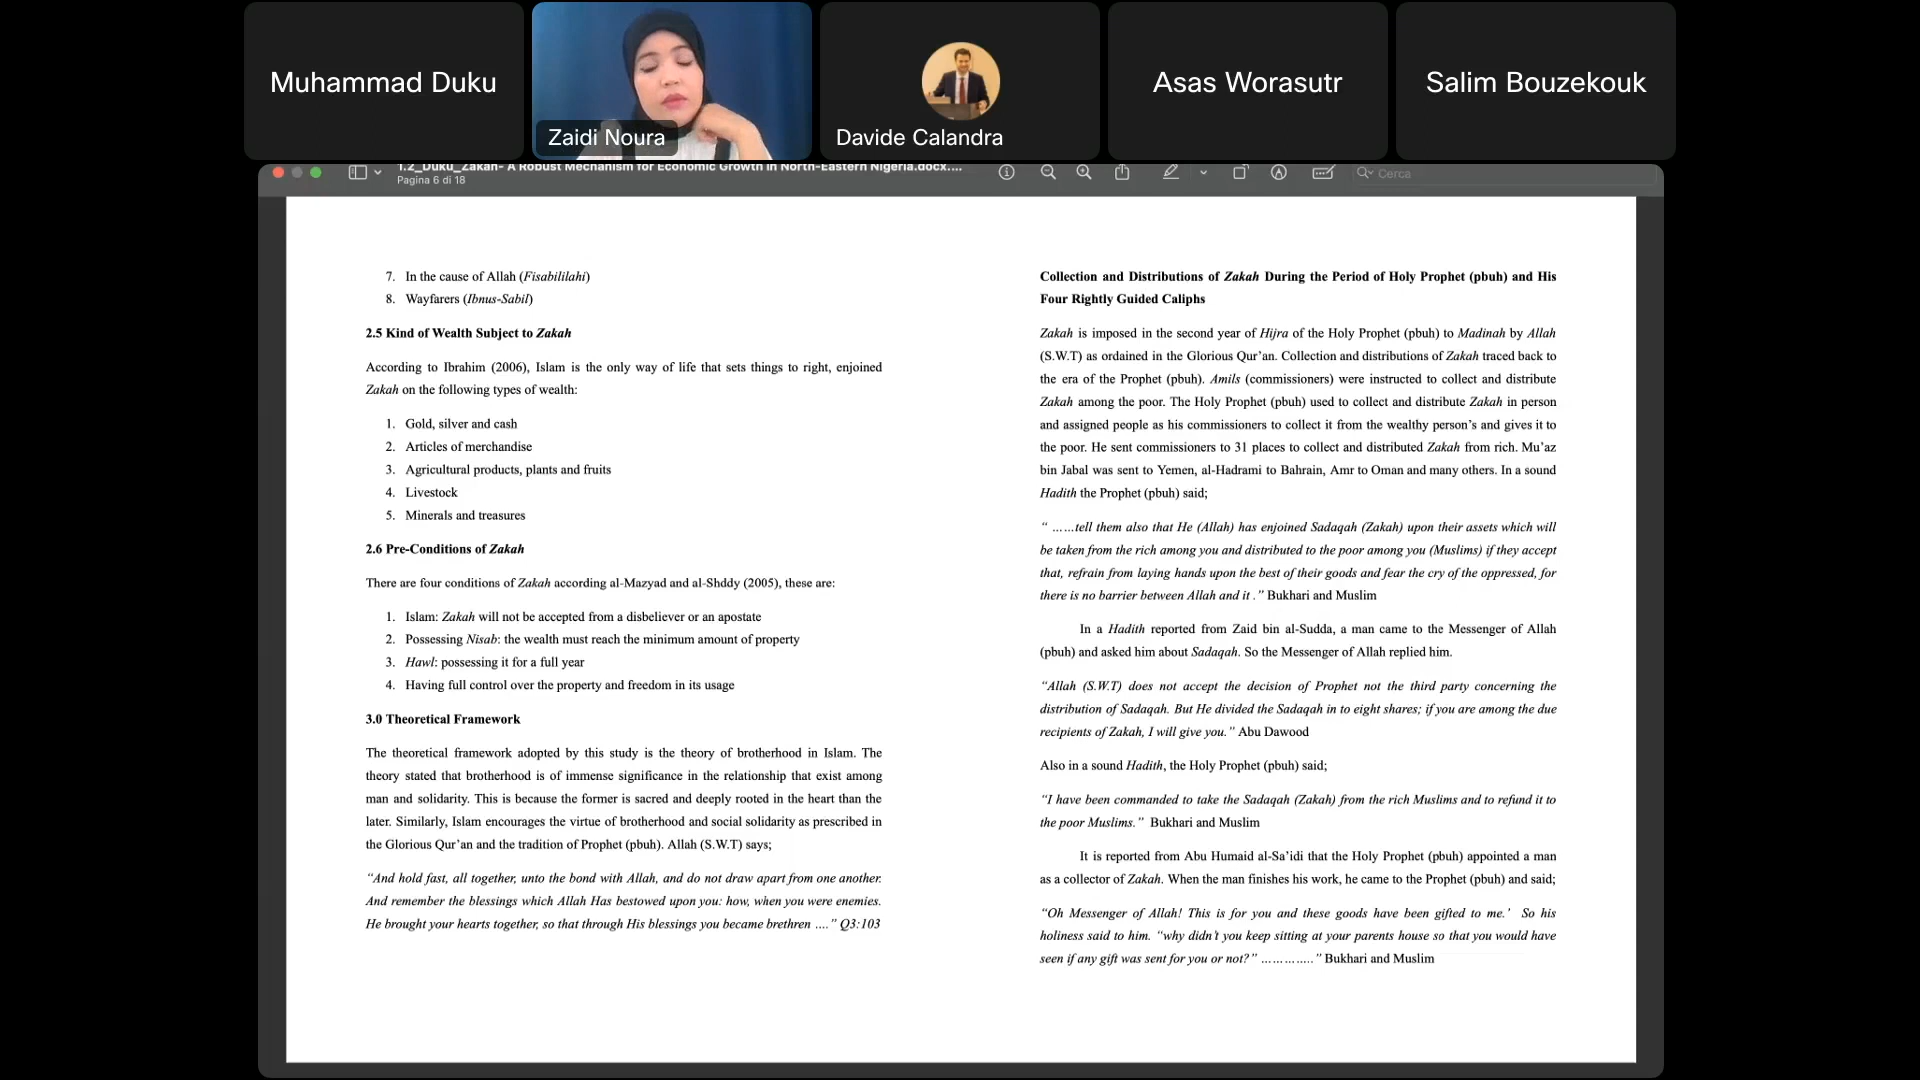 Muhammad Duku
Zaidi Noura
Davide Calandra
Asas Worasutr
Salim Bouzekouk
1.2_Duku_Zakah- A Robust Mechanism for Economic Growth in North-Eastern Nigeria.docx....
Pagina 6 di 18
Cerca
7. In the cause of Allah (Fisabililahi)
8. Wayfarers (Ibnus-Sabil)
2.5 Kind of Wealth Subject to Zakah
According to Ibrahim (2006), Islam is the only way of life that sets things to right, enjoined
Zakah on the following types of wealth:
1. Gold, silver and cash
2. Articles of merchandise
3. Agricultural products, plants and fruits
4. Livestock
5. Minerals and treasures
2.6 Pre-Conditions of Zakah
There are four conditions of Zakah according al-Mazyad and al-Shddy (2005), these are:
1. Islam: Zakah will not be accepted from a disbeliever or an apostate
2. Possessing Nisab: the wealth must reach the minimum amount of property
3. Hawl: possessing it for a full year
4. Having full control over the property and freedom in its usage
3.0 Theoretical Framework
The theoretical framework adopted by this study is the theory of brotherhood in Islam. The
theory stated that brotherhood is of immense significance in the relationship that exist among
man and solidarity. This is because the former is sacred and deeply rooted in the heart than the
later. Similarly, Islam encourages the virtue of brotherhood and social solidarity as prescribed in
the Glorious Qur'an and the tradition of Prophet (pbuh). Allah (S.W.T) says;
“And hold fast, all together, unto the bond with Allah, and do not draw apart from one another.
And remember the blessings which Allah Has bestowed upon you: how, when you were enemies.
He brought your hearts together, so that through His blessings you became brethren ….” Q3:103
Collection and Distributions of Zakah During the Period of Holy Prophet (pbuh) and His
Four Rightly Guided Caliphs
Zakah is imposed in the second year of Hijra of the Holy Prophet (pbuh) to Madinah by Allah
(S.W.T) as ordained in the Glorious Qur'an. Collection and distributions of Zakah traced back to
the era of the Prophet (pbuh). Amils (commissioners) were instructed to collect and distribute
Zakah among the poor. The Holy Prophet (pbuh) used to collect and distribute Zakah in person
and assigned people as his commissioners to collect it from the wealthy person's and gives it to
the poor. He sent commissioners to 31 places to collect and distributed Zakah from rich. Mu'az
bin Jabal was sent to Yemen, al-Hadrami to Bahrain, Amr to Oman and many others. In a sound
Hadith the Prophet (pbuh) said;
“ ……tell them also that He (Allah) has enjoined Sadaqah (Zakah) upon their assets which will
be taken from the rich among you and distributed to the poor among you (Muslims) if they accept
that, refrain from laying hands upon the best of their goods and fear the cry of the oppressed, for
there is no barrier between Allah and it .” Bukhari and Muslim
In a Hadith reported from Zaid bin al-Sudda, a man came to the Messenger of Allah
(pbuh) and asked him about Sadaqah. So the Messenger of Allah replied him.
“Allah (S.W.T) does not accept the decision of Prophet not the third party concerning the
distribution of Sadaqah. But He divided the Sadaqah in to eight shares; if you are among the due
recipients of Zakah, I will give you.” Abu Dawood
Also in a sound Hadith, the Holy Prophet (pbuh) said;
“I have been commanded to take the Sadaqah (Zakah) from the rich Muslims and to refund it to
the poor Muslims.” Bukhari and Muslim
It is reported from Abu Humaid al-Sa'idi that the Holy Prophet (pbuh) appointed a man
as a collector of Zakah. When the man finishes his work, he came to the Prophet (pbuh) and said;
“Oh Messenger of Allah! This is for you and these goods have been gifted to me.' So his
holiness said to him. “why didn't you keep sitting at your parents house so that you would have
seen if any gift was sent for you or not?” …………..” Bukhari and Muslim